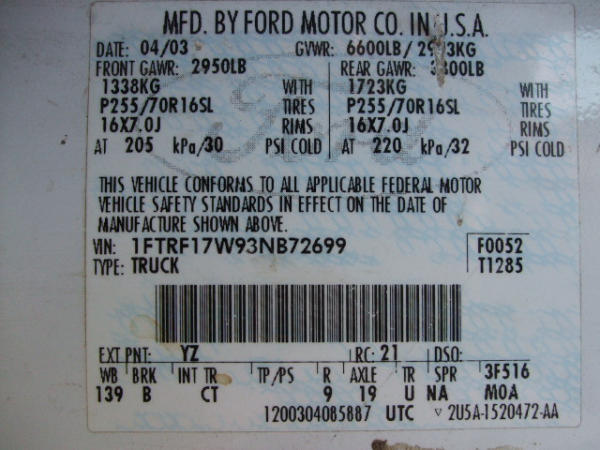 MFD. BY FORD MOTOR CO. IN U.S.A.
DATE: 04/03 GVWR: 6600LB/ 2993KG
FRONT GAWR: 2950LB REAR GAWR: 3800LB
1338KG WITH 1723KG WITH
P255/70R16SL TIRES P255/70R16SL TIRES
16X7.0J RIMS 16X7.0J RIMS
AT 205 kPa/30 PSI COLD AT 220 kPa/32 PSI COLD
Ford
THIS VEHICLE CONFORMS TO ALL APPLICABLE FEDERAL MOTOR
VEHICLE SAFETY STANDARDS IN EFFECT ON THE DATE OF
MANUFACTURE SHOWN ABOVE.
VIN: 1FTRF17W93NB72699 F0052
TYPE: TRUCK T1285
EXT PNT: YZ RC: 21 DSO:
WB BRK INT TR TP/PS R AXLE TR SPR 3F516
139 B CT 9 19 U NA MOA
1200304085887 UTC ▽ 2U5A-1520472-AA